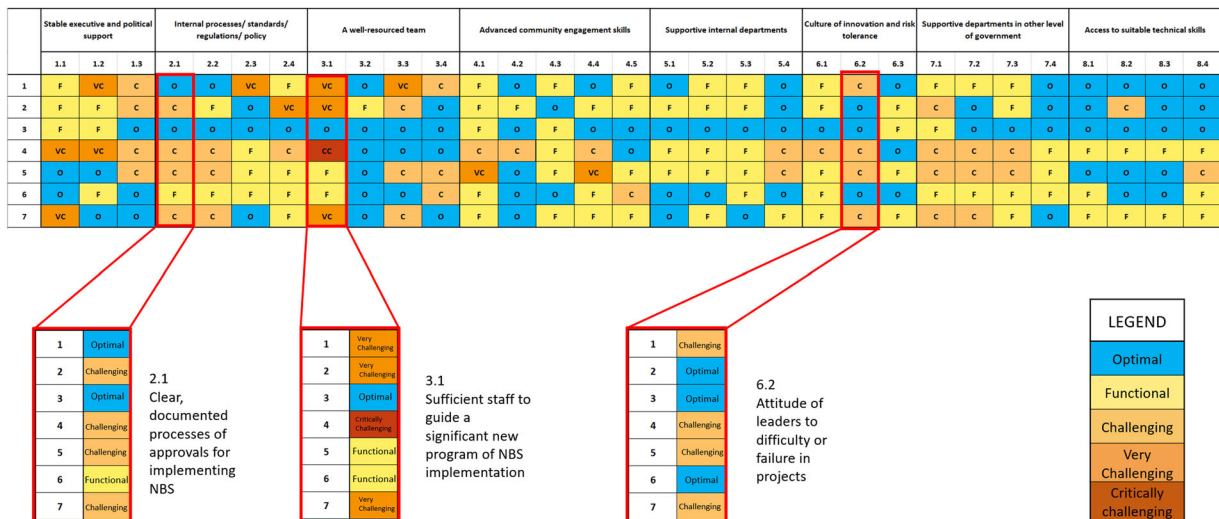 Stable executive and political support Internal processes/ standards/ regulations/ policy A well-resourced team Advanced community engagement skills Supportive internal departments Culture of innovation and risk tolerance Supportive departments in other level of government Access to suitable technical skills
1.1 1.2 1.3 2.1 2.2 2.3 2.4 3.1 3.2 3.3 3.4 4.1 4.2 4.3 4.4 4.5 5.1 5.2 5.3 5.4 6.1 6.2 6.3 7.1 7.2 7.3 7.4 8.1 8.2 8.3 8.4
1 F VC C O O VC F VC O VC C F O F O F F F F O F C O F F F O O O O O
2 F F C C F O VC VC F C O F F O F F F F F O F O F C O F O O C O O
3 F F O O O O O O O O O F O F O O O O O O O O F F O O O O O O O
4 VC VC C C C F C CC O O O C C F C O F F F C C C O C C C F F F F F
5 O O C C C F F F O C C VC O F VC F F F F C F C F C C C F O O O C
6 O F O F F F F F O O C F O O F C O O F O F O O F F F F F O O F
7 VC O O C C O F VC O C O F O F F F O F O F F C F C C F O F F F F
1 Optimal
2 Challenging
3 Optimal
4 Challenging
5 Challenging
6 Functional
7 Challenging
2.1
Clear,
documented
processes of
approvals for
implementing
NBS
1 Very Challenging
2 Very Challenging
3 Optimal
4 Critically Challenging
5 Functional
6 Functional
7 Very Challenging
3.1
Sufficient staff to
guide a
significant new
program of NBS
implementation
1 Challenging
2 Optimal
3 Optimal
4 Challenging
5 Challenging
6 Optimal
7 Challenging
6.2
Attitude of
leaders to
difficulty or
failure in
projects
LEGEND
Optimal
Functional
Challenging
Very
Challenging
Critically
challenging